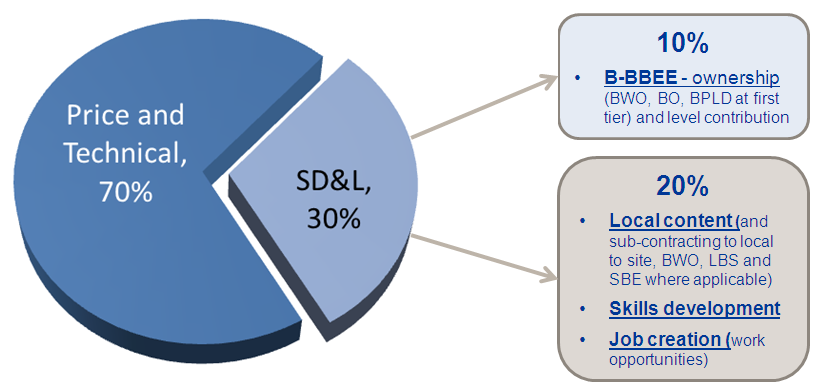 Price and
Technical,
70%
SD&L,
30%
10%
• B-BBEE - ownership
(BWO, BO, BPLD at first
tier) and level contribution
20%
• Local content (and
sub-contracting to local
to site, BWO, LBS and
SBE where applicable)
• Skills development
• Job creation (work
opportunities)